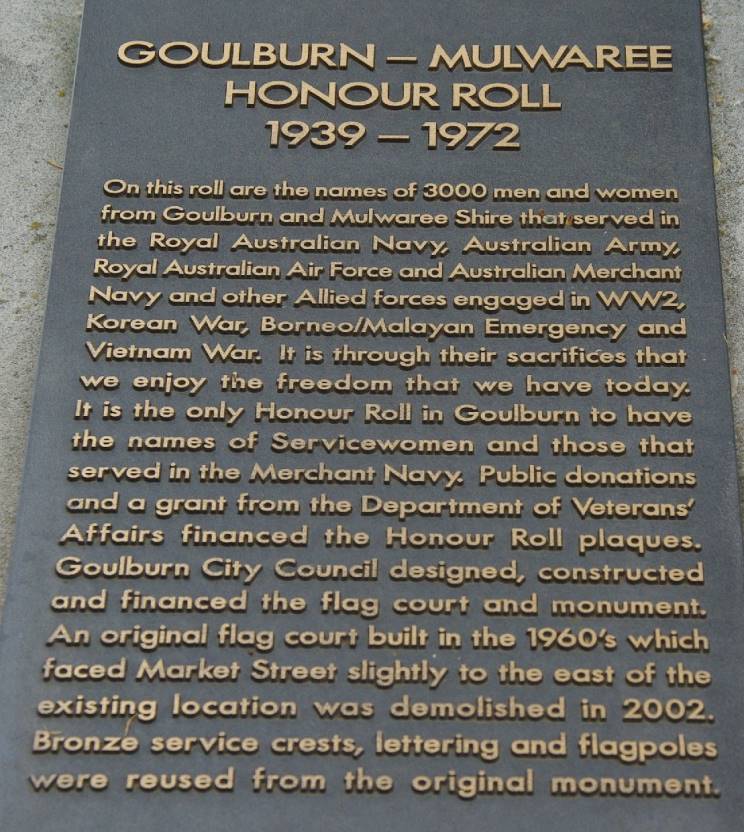 GOULBURN – MULWAREE
HONOUR ROLL
1939 – 1972
On this roll are the names of 3000 men and women
from Goulburn and Mulwaree Shire that served in
the Royal Australian Navy, Australian Army,
Royal Australian Air Force and Australian Merchant
Navy and other Allied forces engaged in WW2,
Korean War, Borneo/Malayan Emergency and
Vietnam War. It is through their sacrifices that
we enjoy the freedom that we have today.
It is the only Honour Roll in Goulburn to have
the names of Servicewomen and those that
served in the Merchant Navy. Public donations
and a grant from the Department of Veterans'
Affairs financed the Honour Roll plaques.
Goulburn City Council designed, constructed
and financed the flag court and monument.
An original flag court built in the 1960's which
faced Market Street slightly to the east of the
existing location was demolished in 2002.
Bronze service crests, lettering and flagpoles
were reused from the original monument.